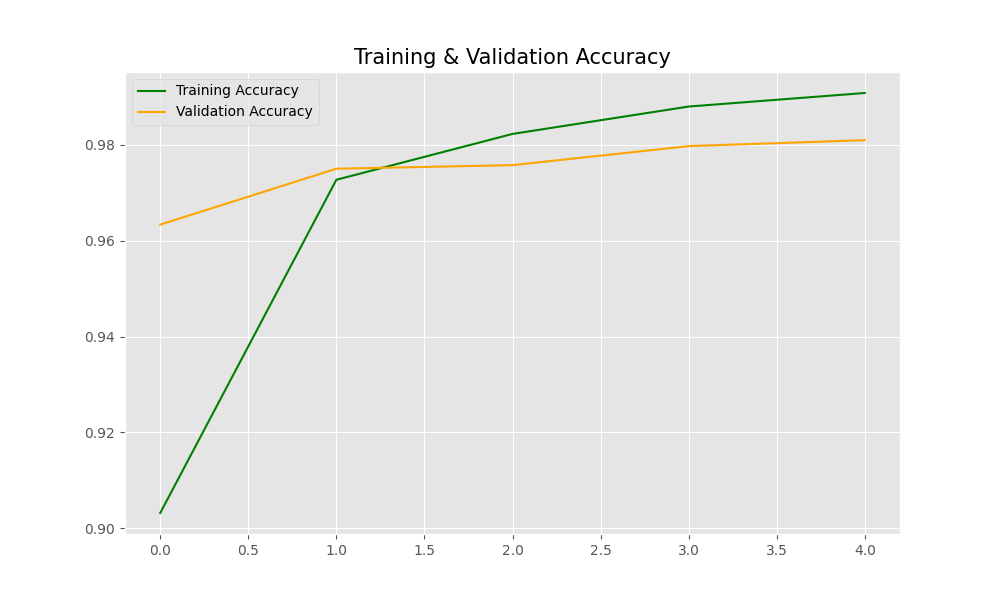 Training & Validation Accuracy
Training Accuracy
Validation Accuracy
0.98
0.96
0.94
0.92
0.90
0.0 0.5 1.0 1.5 2.0 2.5 3.0 3.5 4.0